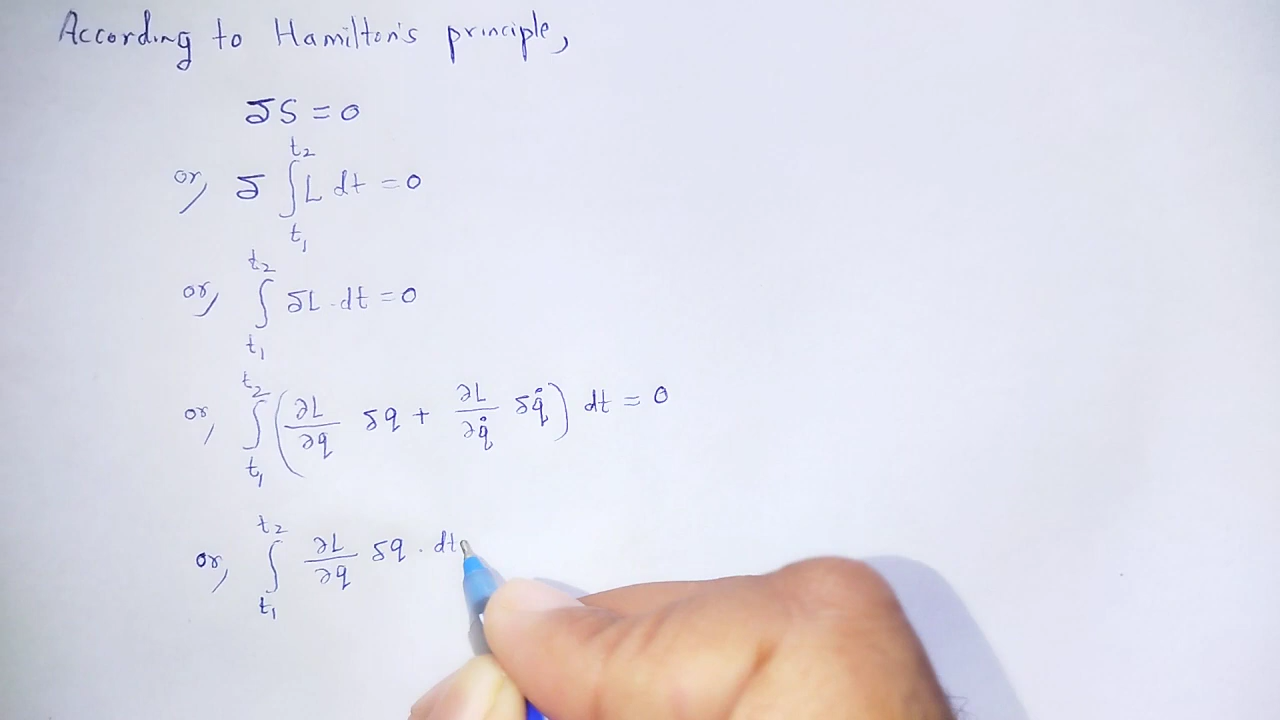 According to Hamilton's principle,
δS = 0
or, δ ∫_{t₁}^{t₂} L dt = 0
or, ∫_{t₁}^{t₂} δL · dt = 0
or, ∫_{t₁}^{t₂} ( ∂L/∂q δq + ∂L/∂q̇ δq̇ ) dt = 0
or, ∫_{t₁}^{t₂} ∂L/∂q δq · dt